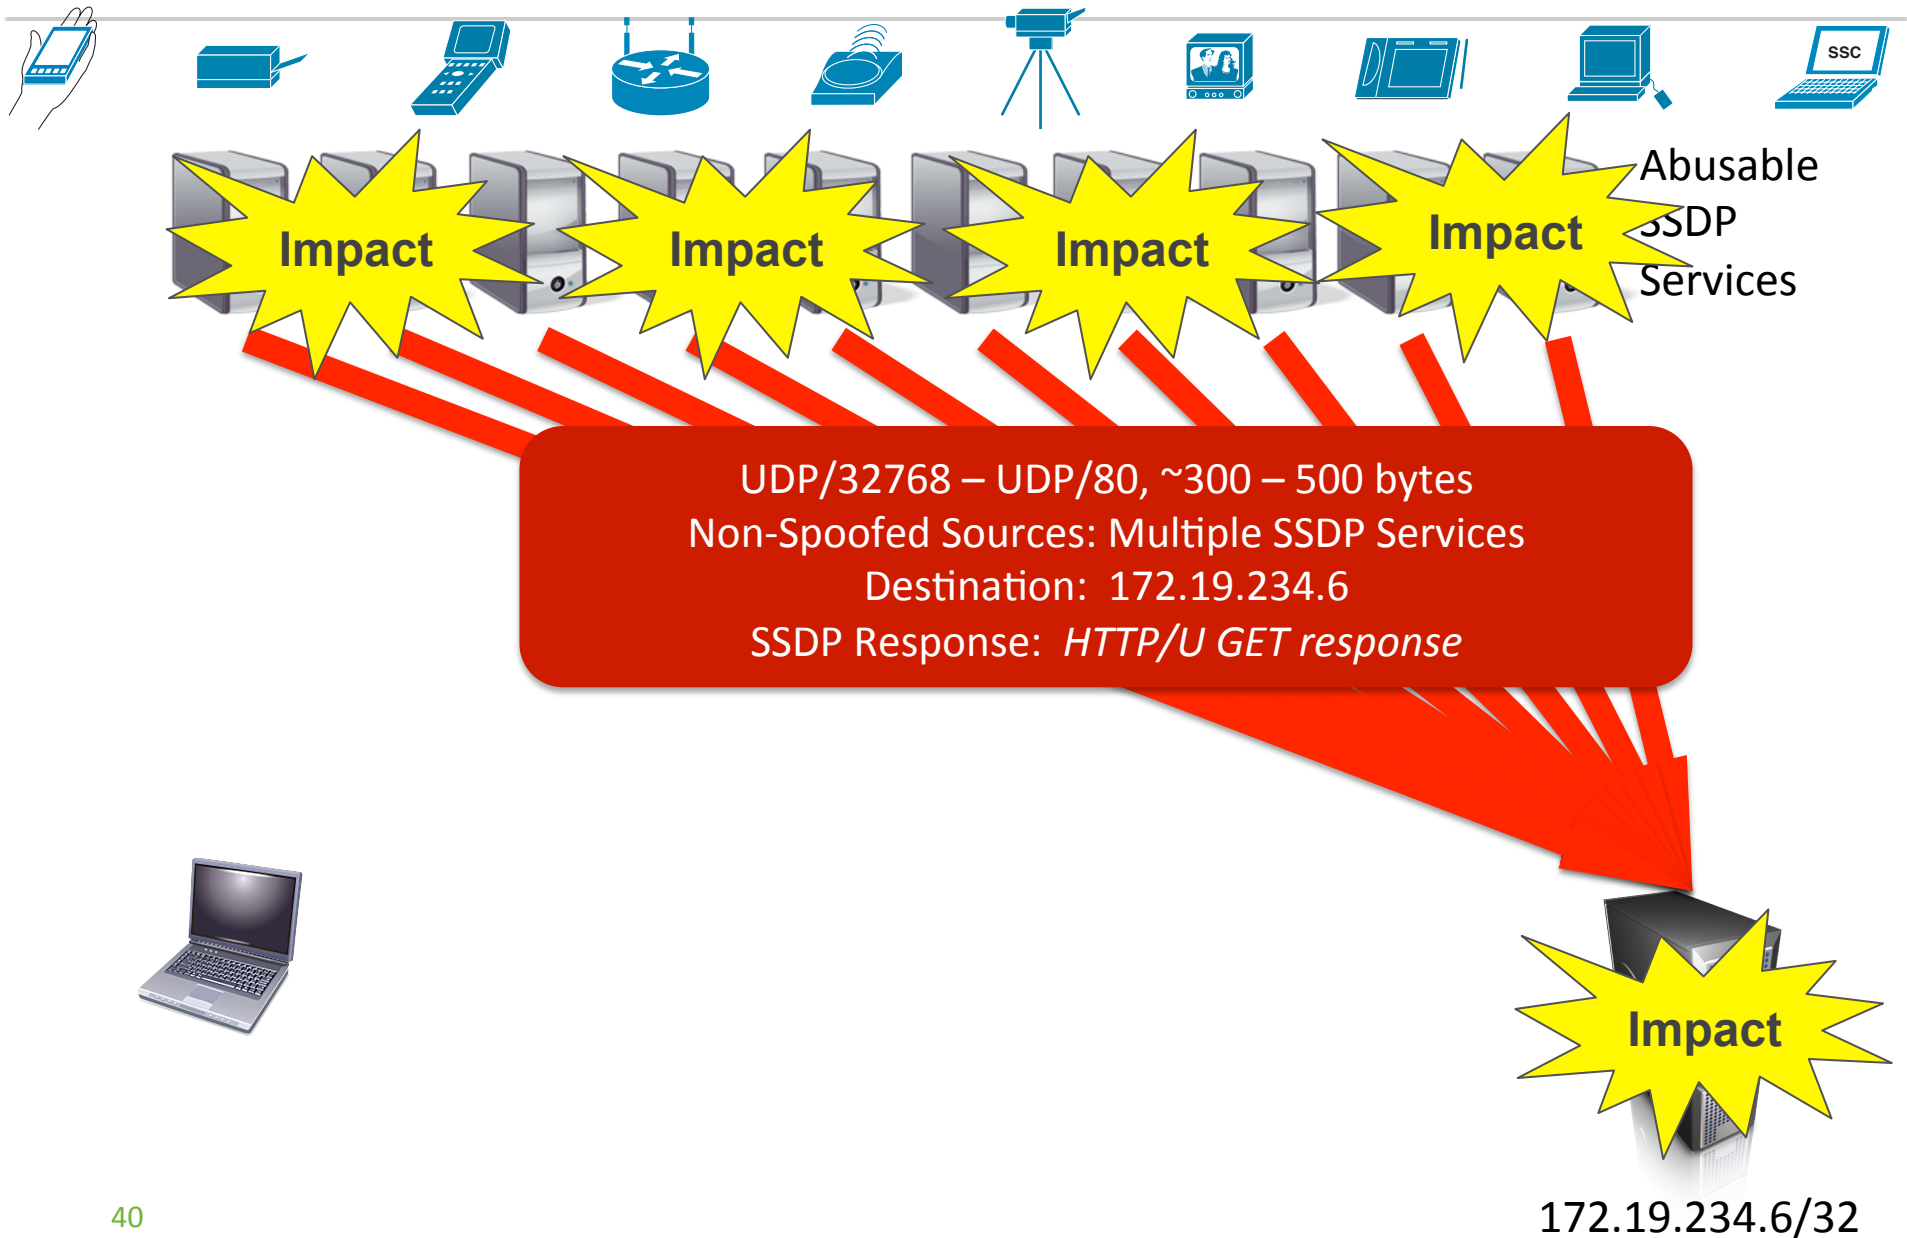 SSC
Abusable
SSDP
Services
Impact
Impact
Impact
Impact
UDP/32768 – UDP/80, ~300 – 500 bytes
Non-Spoofed Sources: Multiple SSDP Services
Destination: 172.19.234.6
SSDP Response: HTTP/U GET response
Impact
40
172.19.234.6/32